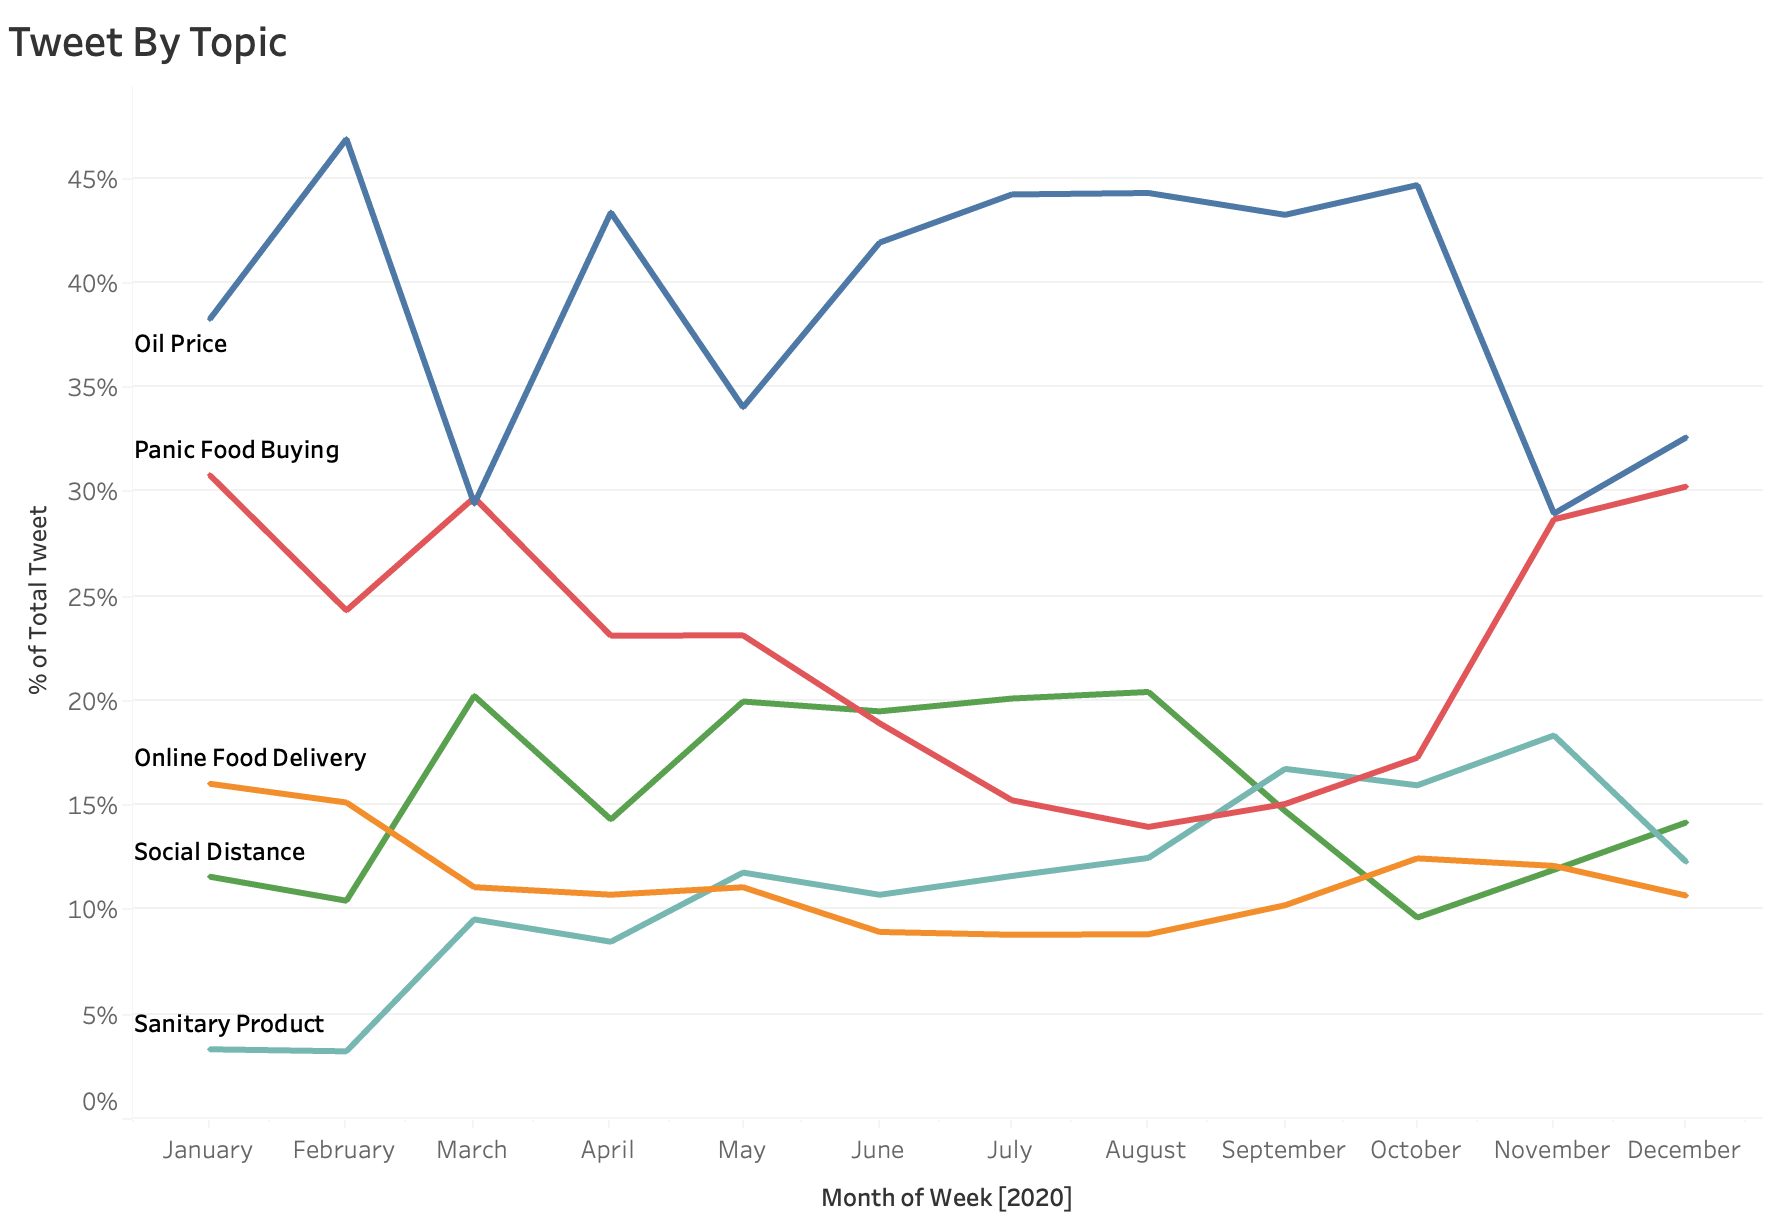 Tweet By Topic
45%
40%
35%
30%
25%
20%
15%
10%
5%
0%
% of Total Tweet
Oil Price
Panic Food Buying
Online Food Delivery
Social Distance
Sanitary Product
January February March April May June July August September October November December
Month of Week [2020]